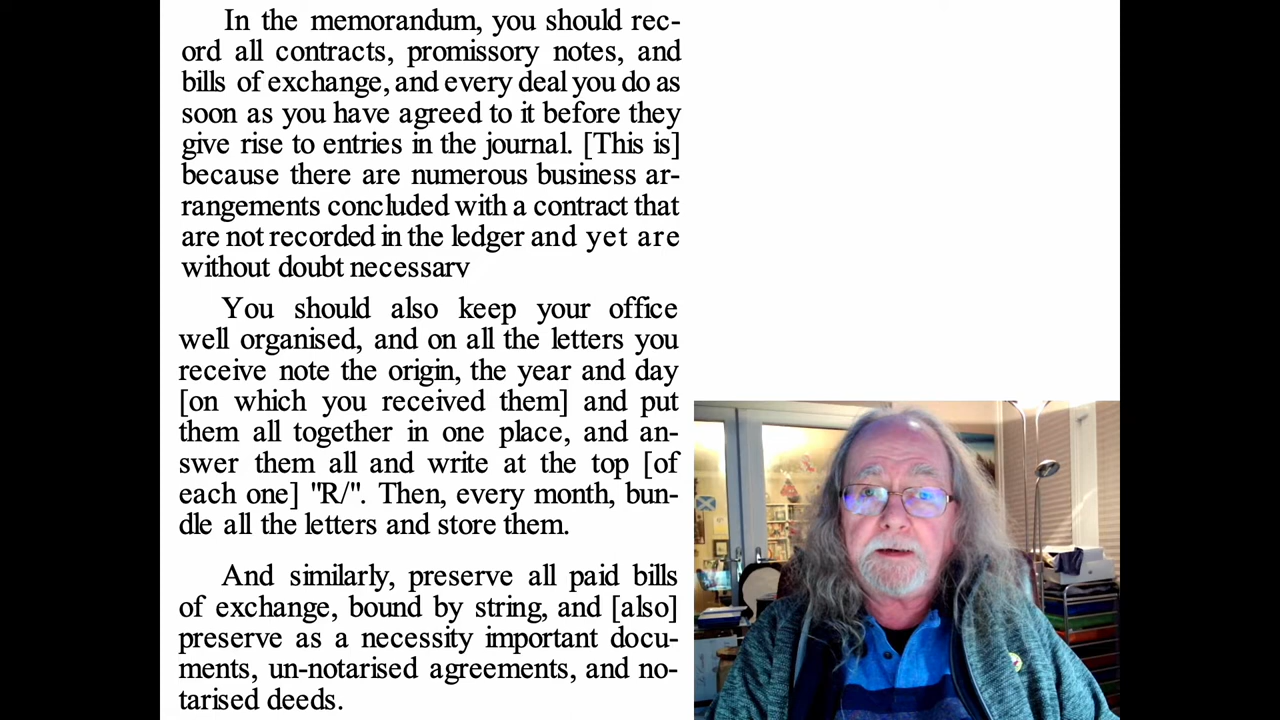 In the memorandum, you should rec-
ord all contracts, promissory notes, and
bills of exchange, and every deal you do as
soon as you have agreed to it before they
give rise to entries in the journal. [This is]
because there are numerous business ar-
rangements concluded with a contract that
are not recorded in the ledger and yet are
without doubt necessarv
You should also keep your office
well organised, and on all the letters you
receive note the origin, the year and day
[on which you received them] and put
them all together in one place, and an-
swer them all and write at the top [of
each one] "R/". Then, every month, bun-
dle all the letters and store them.
And similarly, preserve all paid bills
of exchange, bound by string, and [also]
preserve as a necessity important docu-
ments, un-notarised agreements, and no-
tarised deeds.